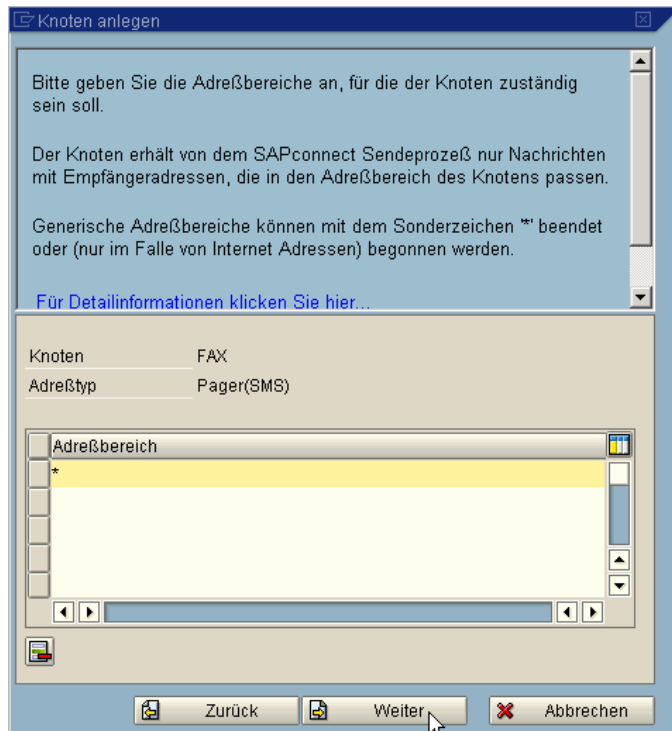 Knoten anlegen
Bitte geben Sie die Adreßbereiche an, für die der Knoten zuständig
sein soll.
Der Knoten erhält von dem SAPconnect Sendeprozeß nur Nachrichten
mit Empfängeradressen, die in den Adreßbereich des Knotens passen.
Generische Adreßbereiche können mit dem Sonderzeichen '*' beendet
oder (nur im Falle von Internet Adressen) begonnen werden.
Für Detailinformationen klicken Sie hier...
Knoten FAX
Adreßtyp Pager(SMS)
Adreßbereich
*
Zurück Weiter Abbrechen